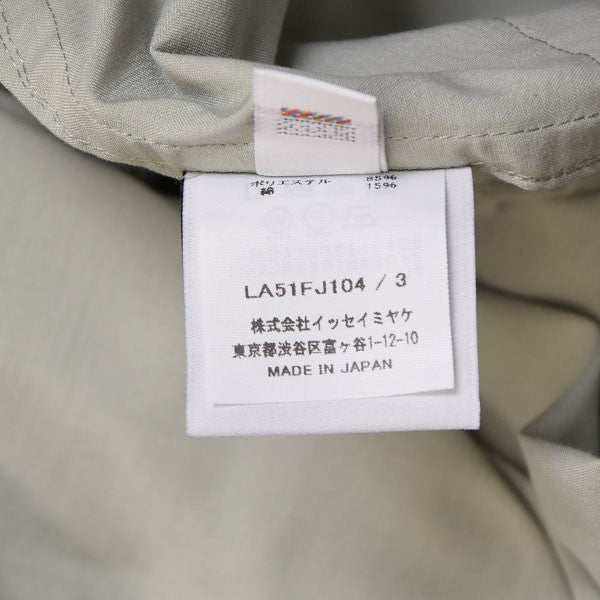 ポリエステル 85%
綿 15%
LA51FJ104 / 3
株式会社イッセイミヤケ
東京都渋谷区富ヶ谷1-12-10
MADE IN JAPAN